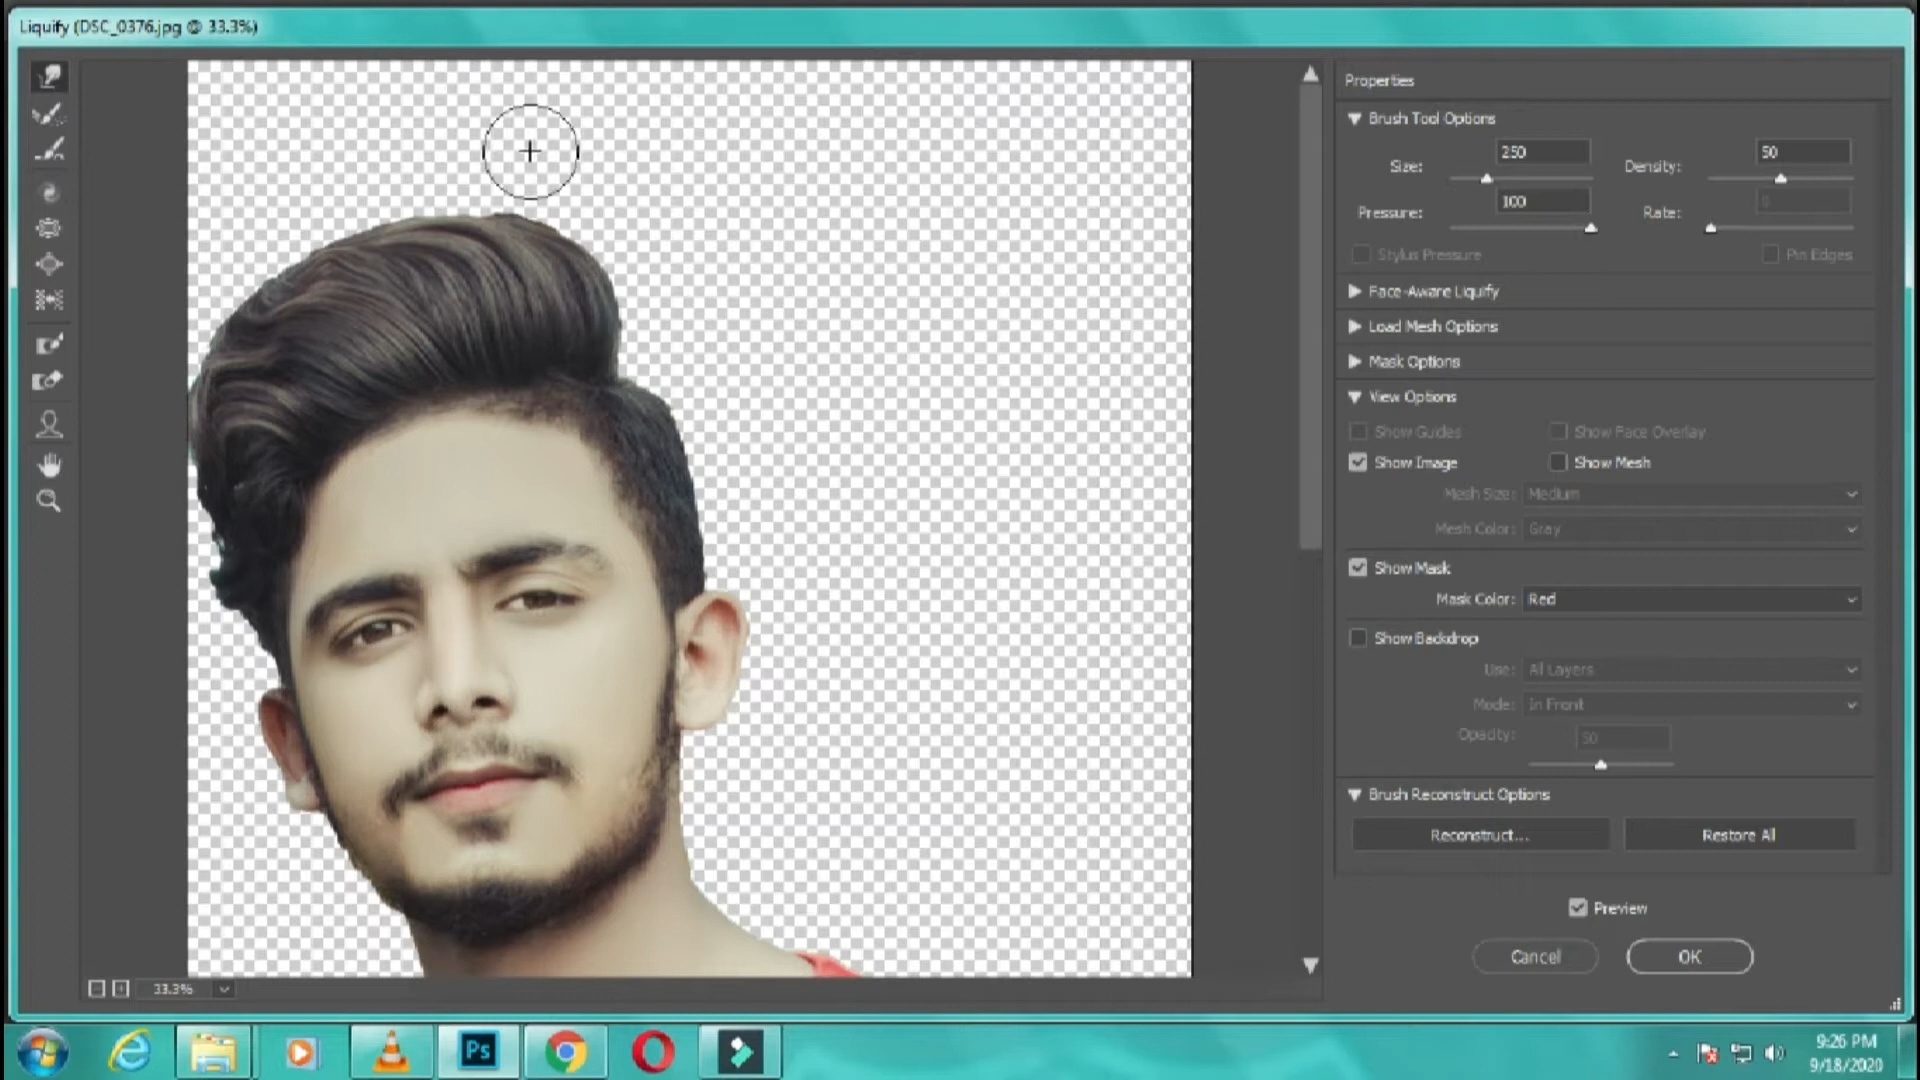 Liquify (DSC_0376.jpg @ 33.3%)
Properties
Brush Tool Options
Size: 250 Density: 50
Pressure: 100 Rate: 0
Stylus Pressure Pin Edges
Face-Aware Liquify
Load Mesh Options
Mask Options
View Options
Show Guides Show Face Overlay
Show Image Show Mesh
Mesh Size: Medium
Mesh Color: Gray
Show Mask
Mask Color: Red
Show Backdrop
Use: All Layers
Mode: In Front
Opacity: 50
Brush Reconstruct Options
Reconstruct... Restore All
Preview
Cancel OK
33.3%
Ps
9:26 PM
9/18/2020